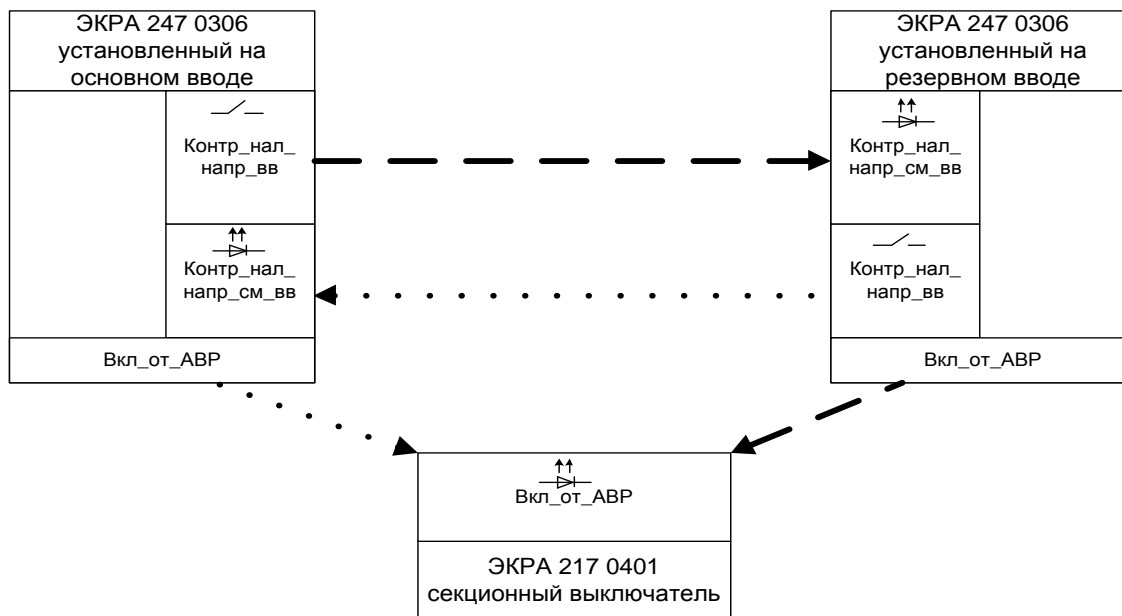 ЭКРА 247 0306
установленный на
основном вводе
Контр_нал_
напр_вв
Контр_нал_
напр_см_вв
Вкл_от_АВР
ЭКРА 247 0306
установленный на
резервном вводе
Контр_нал_
напр_см_вв
Контр_нал_
напр_вв
Вкл_от_АВР
Вкл_от_АВР
ЭКРА 217 0401
секционный выключатель